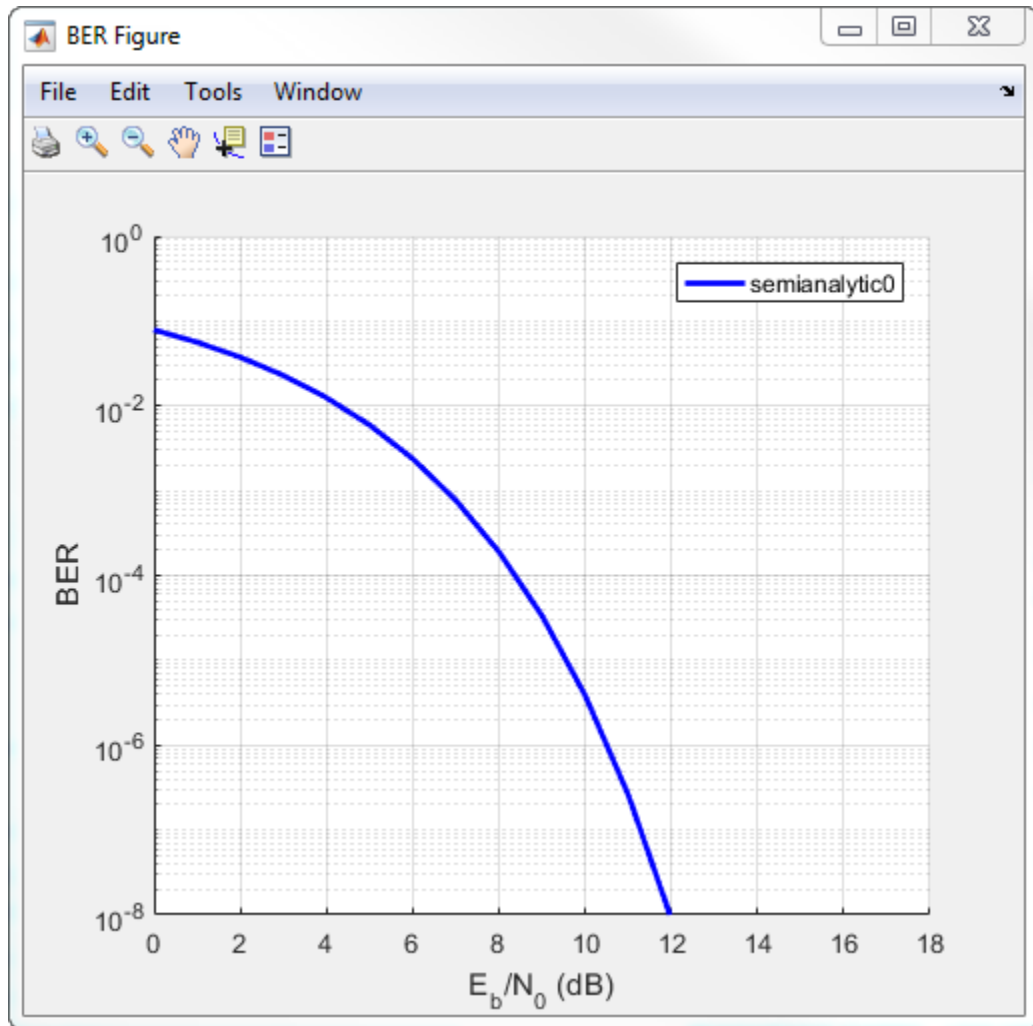 BER Figure
File Edit Tools Window
10^0
semianalytic0
10^-2
BER
10^-4
10^-6
10^-8
0 2 4 6 8 10 12 14 16 18
E_b/N_0 (dB)